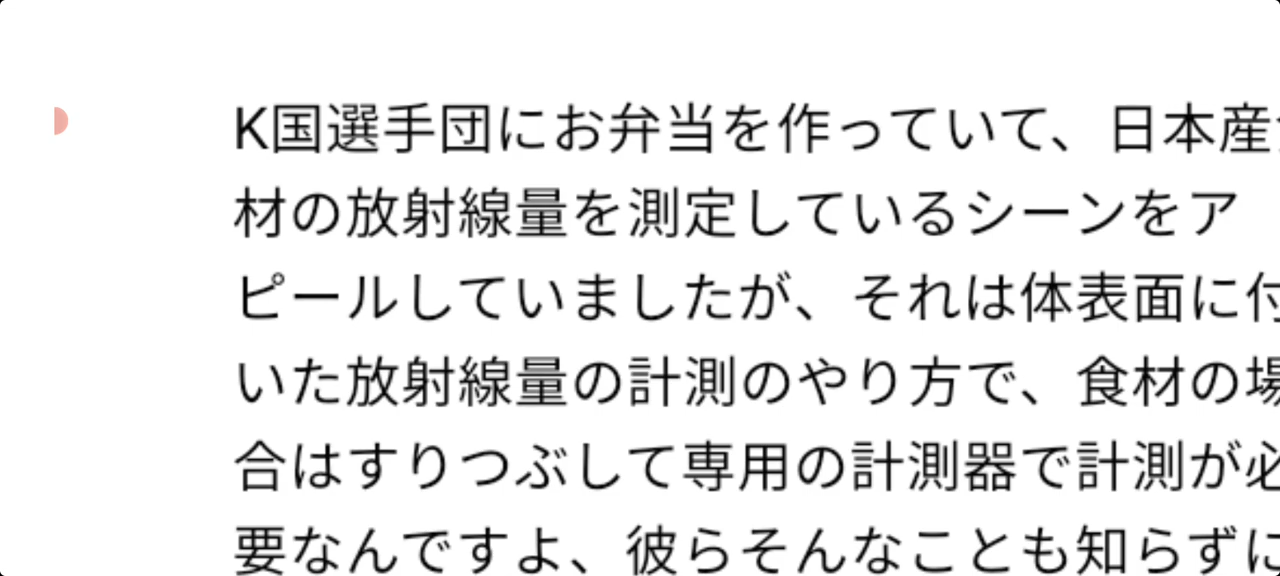 K国選手団にお弁当を作っていて、日本産
材の放射線量を測定しているシーンをア
ピールしていましたが、それは体表面に付
いた放射線量の計測のやり方で、食材の場
合はすりつぶして専用の計測器で計測が必
要なんですよ、彼らそんなことも知らずに